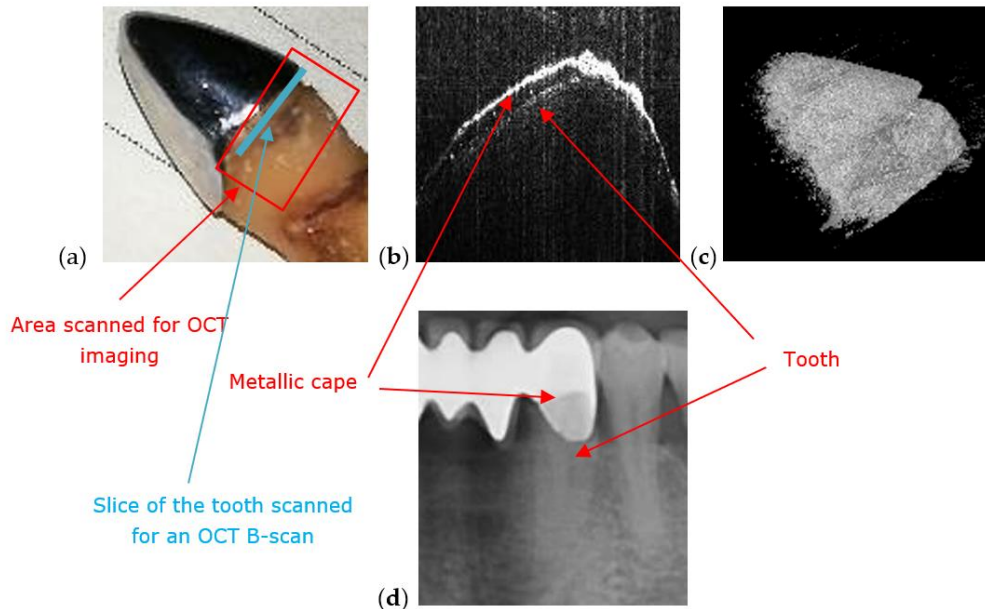 (a)
(b)
(c)
Area scanned for OCT
imaging
Metallic cape
Tooth
Slice of the tooth scanned
for an OCT B-scan
(d)